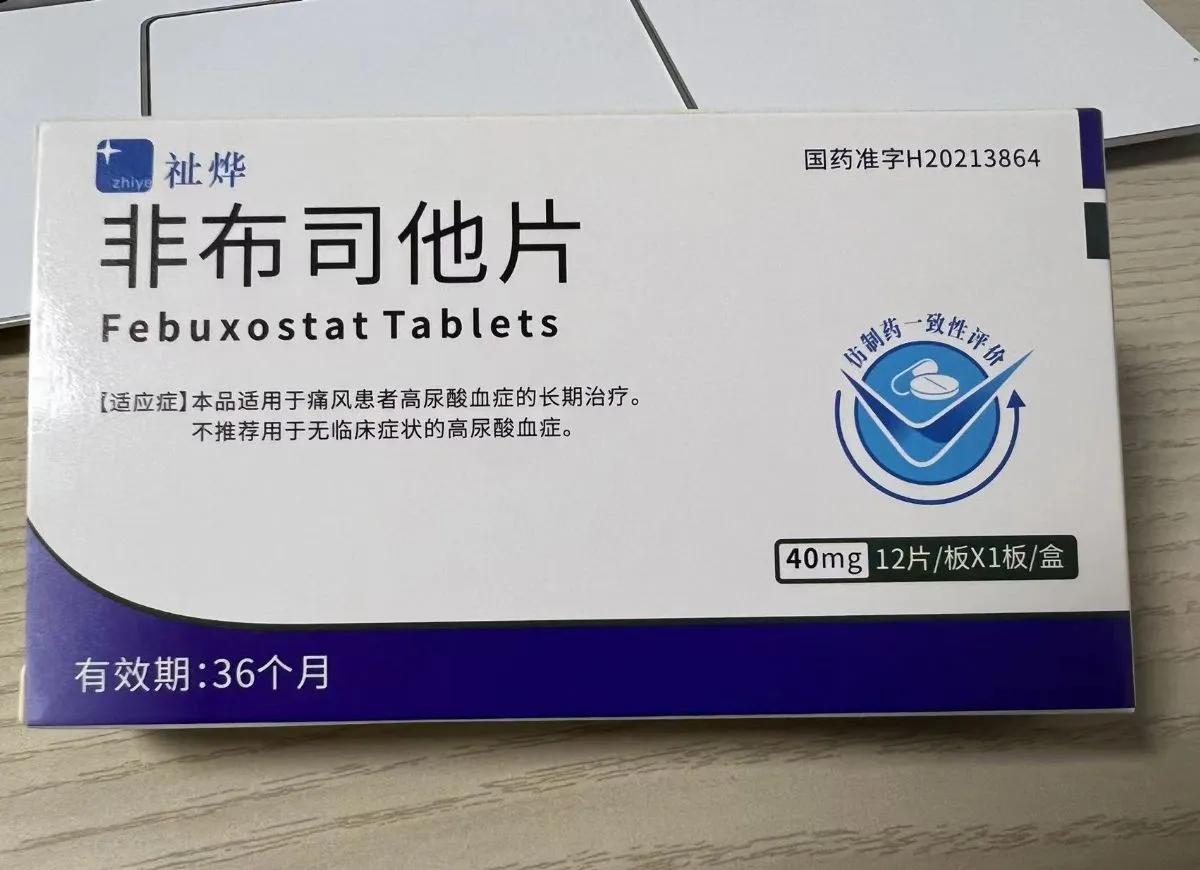 zhiye 祉烨
国药准字H20213864
非布司他片
Febuxostat Tablets
【适应症】本品适用于痛风患者高尿酸血症的长期治疗。
不推荐用于无临床症状的高尿酸血症。
仿制药一致性评价
40mg 12片/板X1板/盒
有效期:36个月